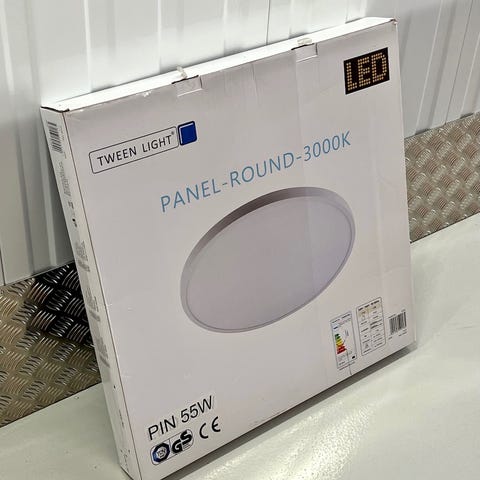 LED
TWEEN LIGHT®
PANEL-ROUND-3000K
PIN 55W
GS CE